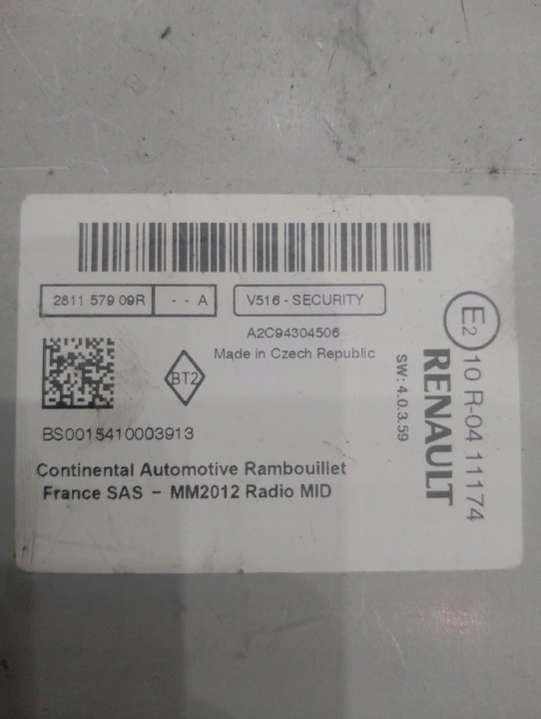 2811 579 09R - - A V516 - SECURITY
A2C94304506
Made in Czech Republic
BT2
BS0015410003913
Continental Automotive Rambouillet
France SAS - MM2012 Radio MID
E2 10 R-04 11174
RENAULT
SW: 4.0.3.59